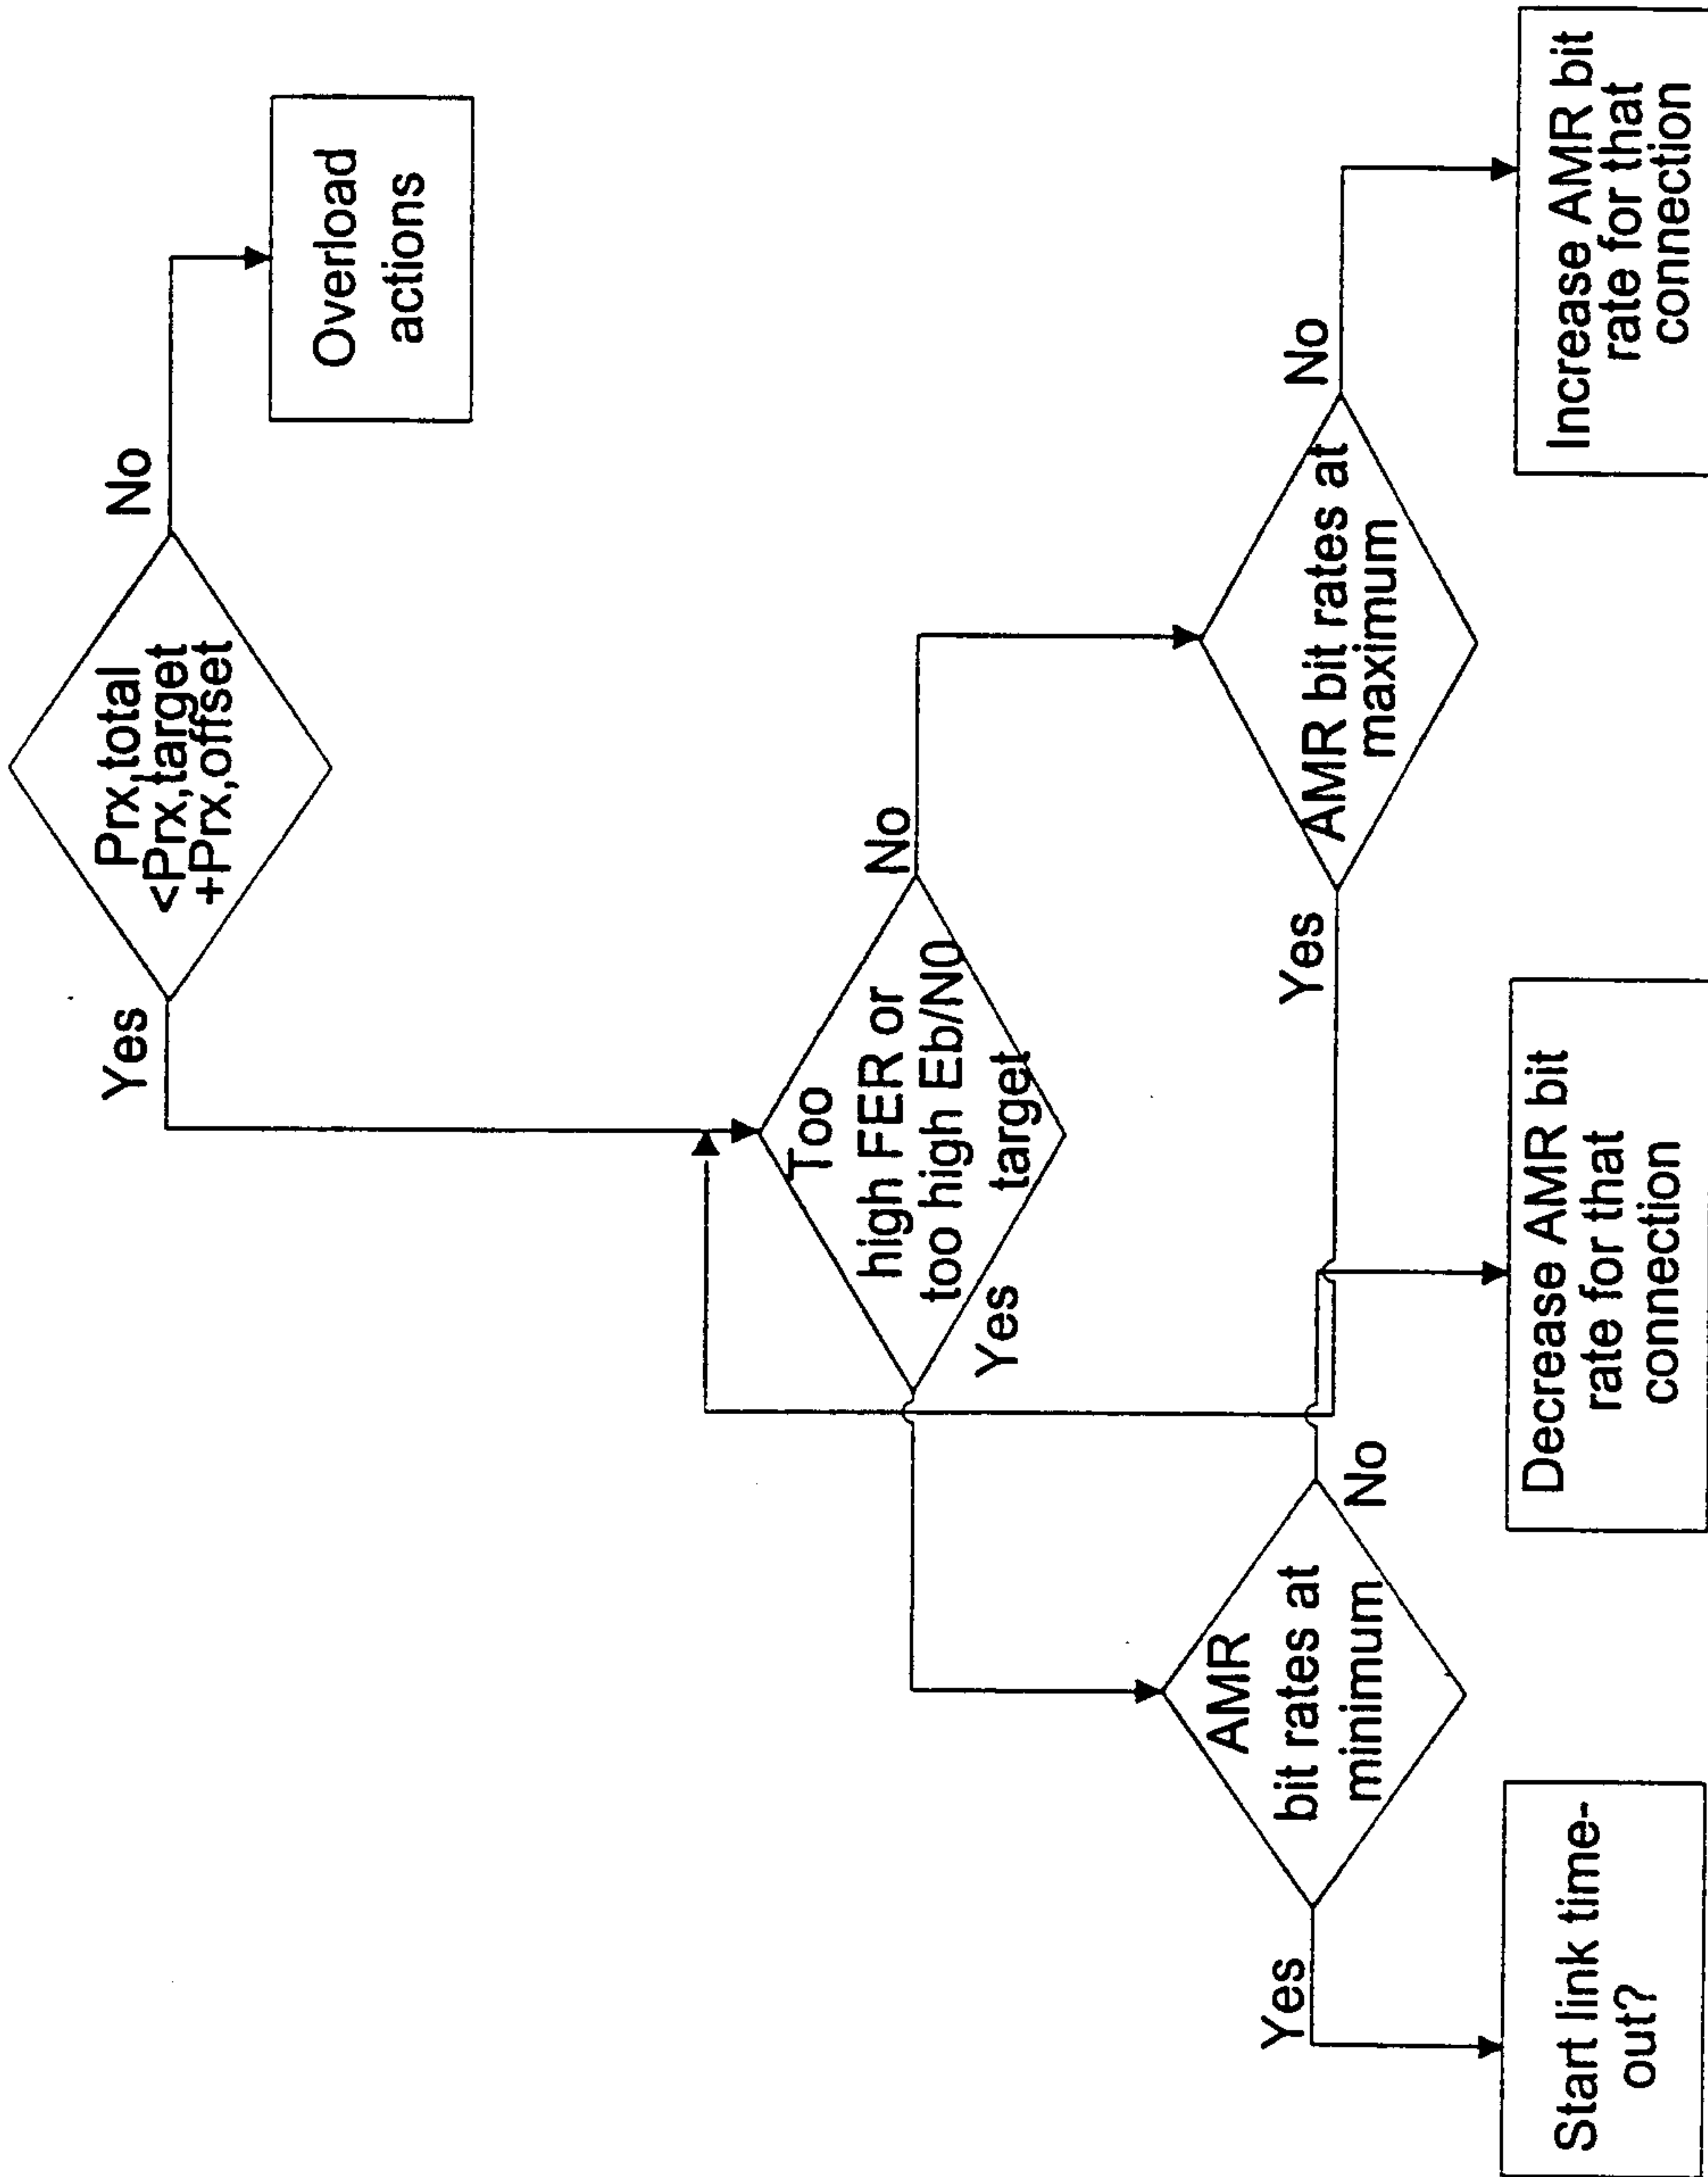 Prx,total
<Prx,target
+Prx,offset
Yes
No
Overload
actions
Too
high FER or
too high Eb/N0
target
Yes
No
AMR
bit rates at
minimum
Yes
No
AMR bit rates at
maximum
Yes
No
Start link time-
out?
Decrease AMR bit
rate for that
connection
Increase AMR bit
rate for that
connection